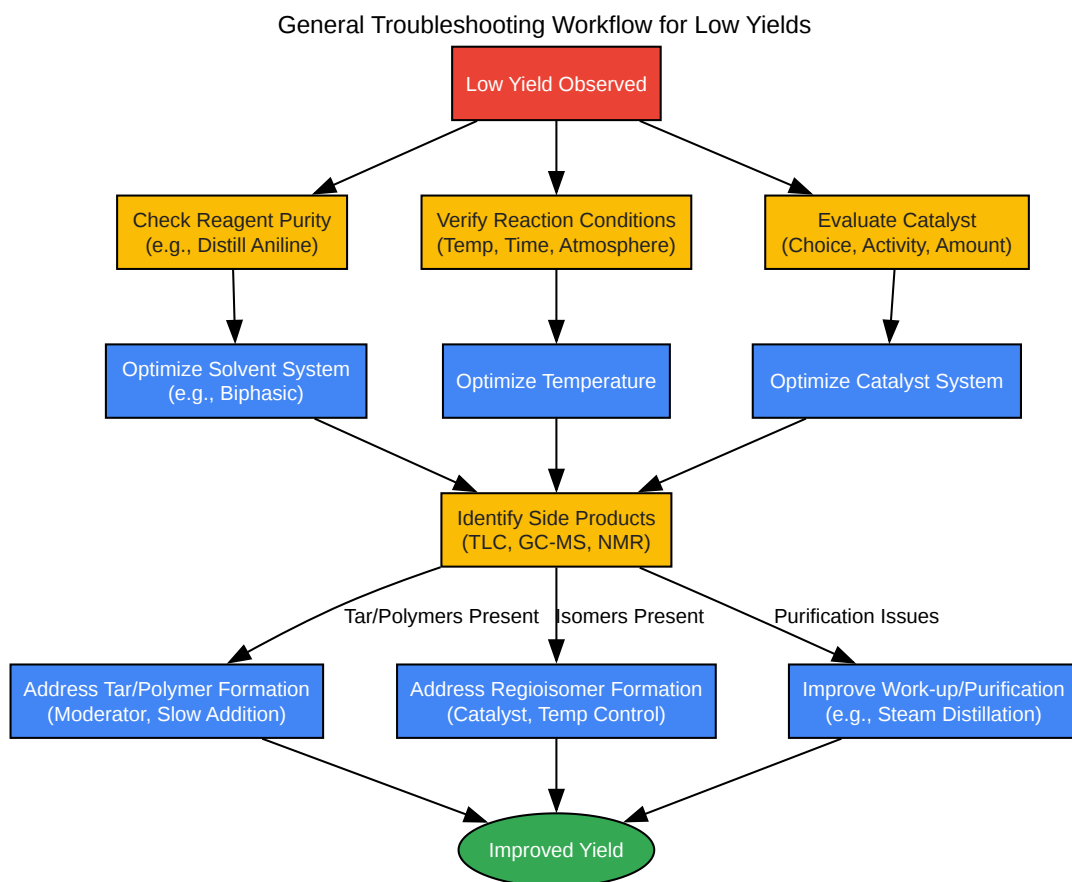 General Troubleshooting Workflow for Low Yields
Low Yield Observed
Check Reagent Purity
(e.g., Distill Aniline)
Verify Reaction Conditions
(Temp, Time, Atmosphere)
Evaluate Catalyst
(Choice, Activity, Amount)
Optimize Solvent System
(e.g., Biphasic)
Optimize Temperature
Optimize Catalyst System
Identify Side Products
(TLC, GC-MS, NMR)
Tar/Polymers Present
Isomers Present
Purification Issues
Address Tar/Polymer Formation
(Moderator, Slow Addition)
Address Regioisomer Formation
(Catalyst, Temp Control)
Improve Work-up/Purification
(e.g., Steam Distillation)
Improved Yield